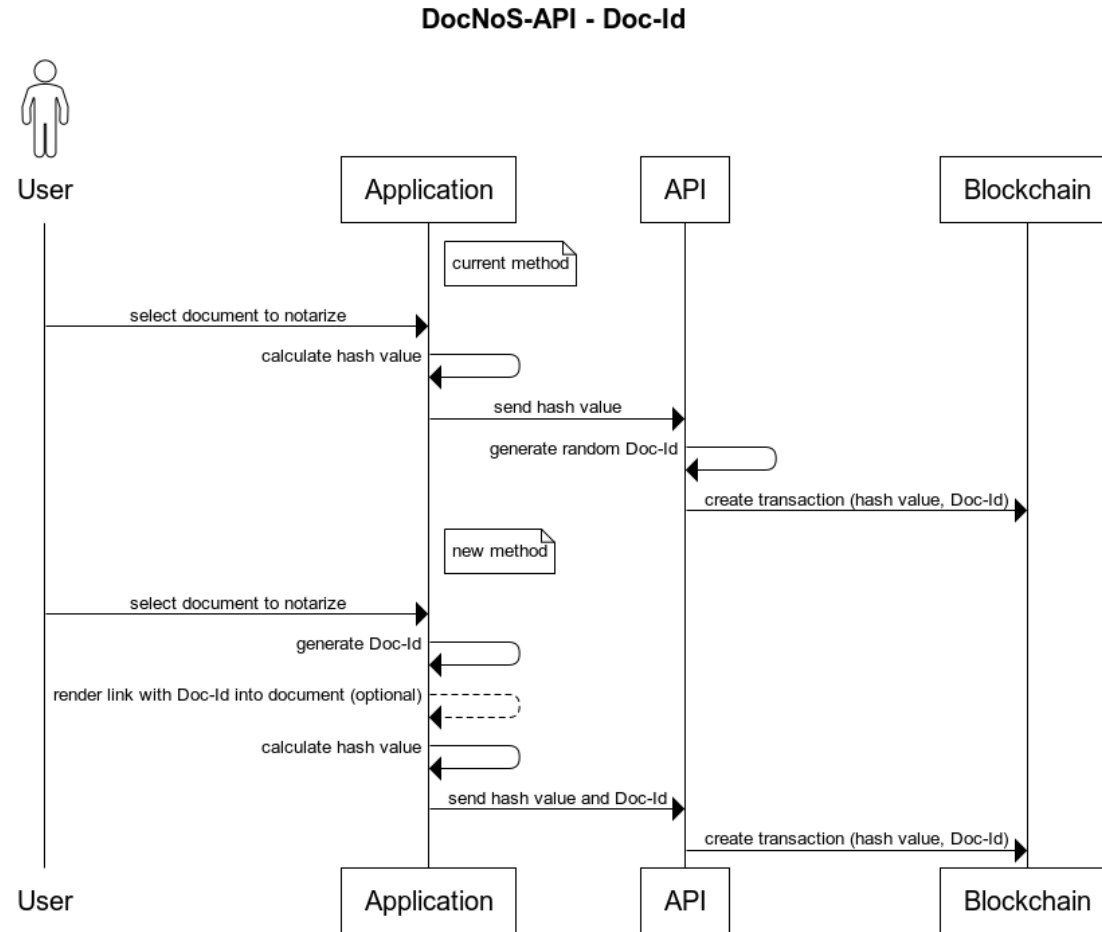 DocNoS-API - Doc-Id
User
Application
API
Blockchain
current method
select document to notarize
calculate hash value
send hash value
generate random Doc-Id
create transaction (hash value, Doc-Id)
new method
select document to notarize
generate Doc-Id
render link with Doc-Id into document (optional)
calculate hash value
send hash value and Doc-Id
create transaction (hash value, Doc-Id)
User
Application
API
Blockchain